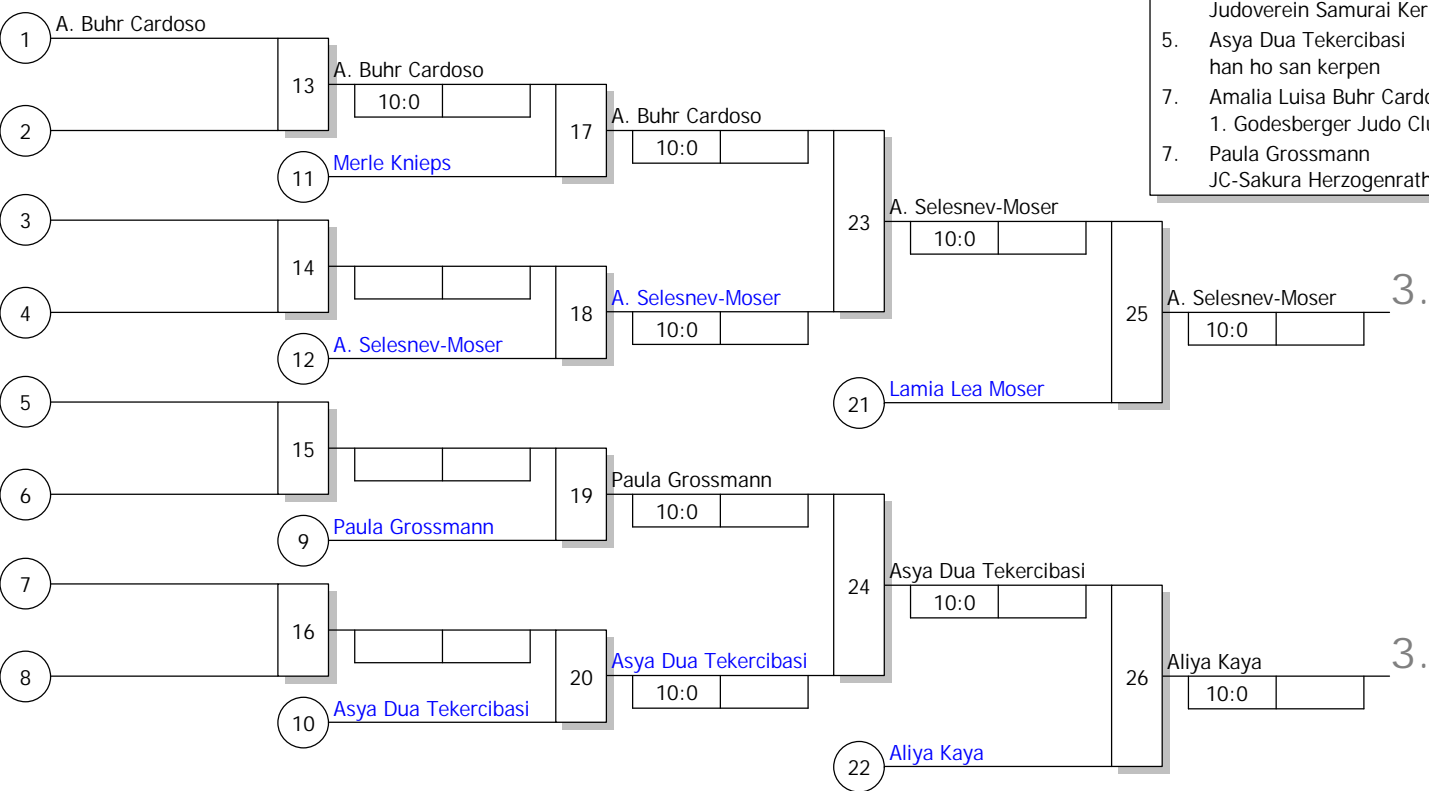 Judoverein Samurai Ker
5. Asya Dua Tekercibasi
han ho san kerpen
7. Amalia Luisa Buhr Cardo
1. Godesberger Judo Clu
7. Paula Grossmann
JC-Sakura Herzogenrath
1 A. Buhr Cardoso
13 A. Buhr Cardoso
10:0
2
17 A. Buhr Cardoso
10:0
11 Merle Knieps
3
23 A. Selesnev-Moser
10:0
14
4
18 A. Selesnev-Moser
10:0
12 A. Selesnev-Moser
25 A. Selesnev-Moser 3.
10:0
5
21 Lamia Lea Moser
15
6
19 Paula Grossmann
10:0
9 Paula Grossmann
7
24 Asya Dua Tekercibasi
10:0
16
8
20 Asya Dua Tekercibasi
10:0
10 Asya Dua Tekercibasi
26 Aliya Kaya 3.
10:0
22 Aliya Kaya